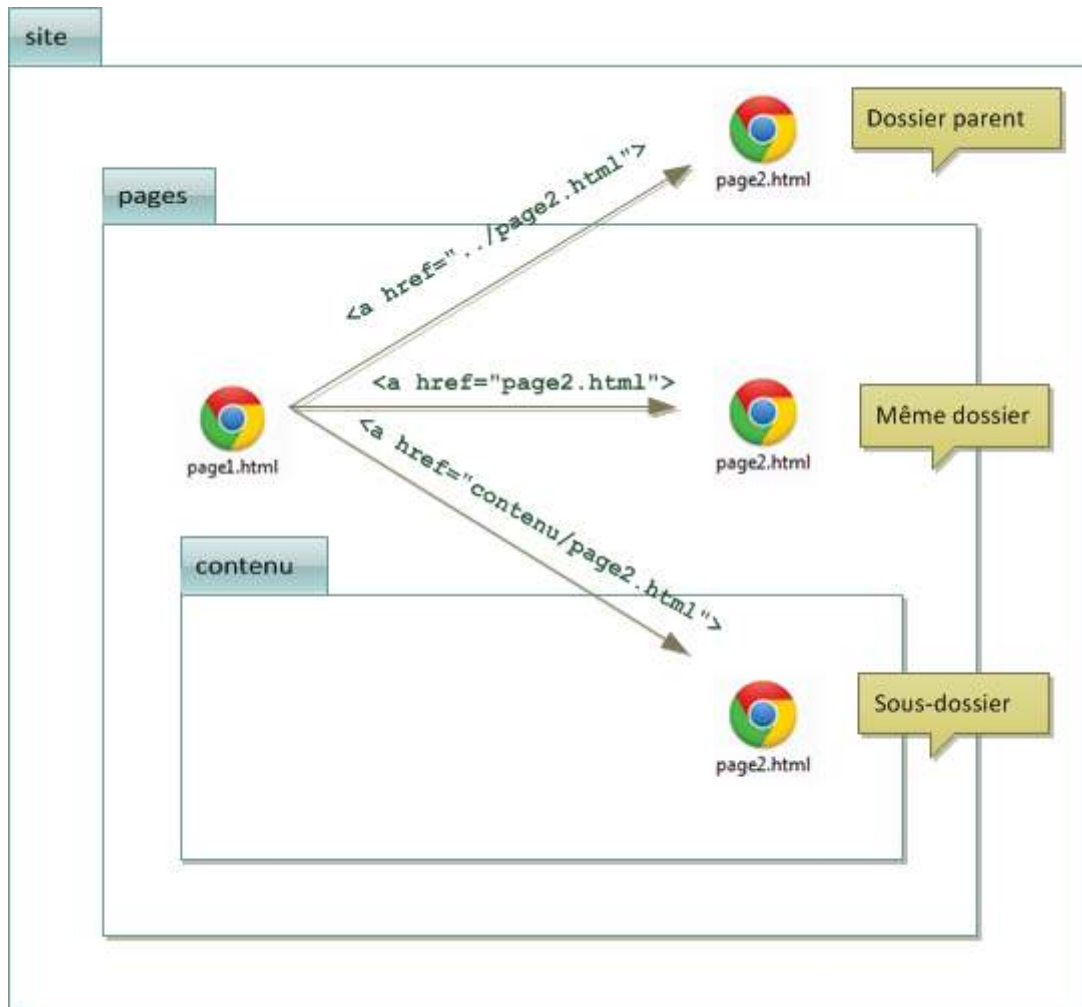 site
Dossier parent
page2.html
pages
<a href="../page2.html">
<a href="page2.html">
Même dossier
page1.html
page2.html
<a href="contenu/page2.html">
contenu
Sous-dossier
page2.html